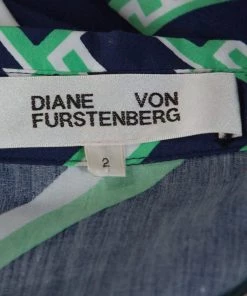 DIANE VON
FURSTENBERG
2